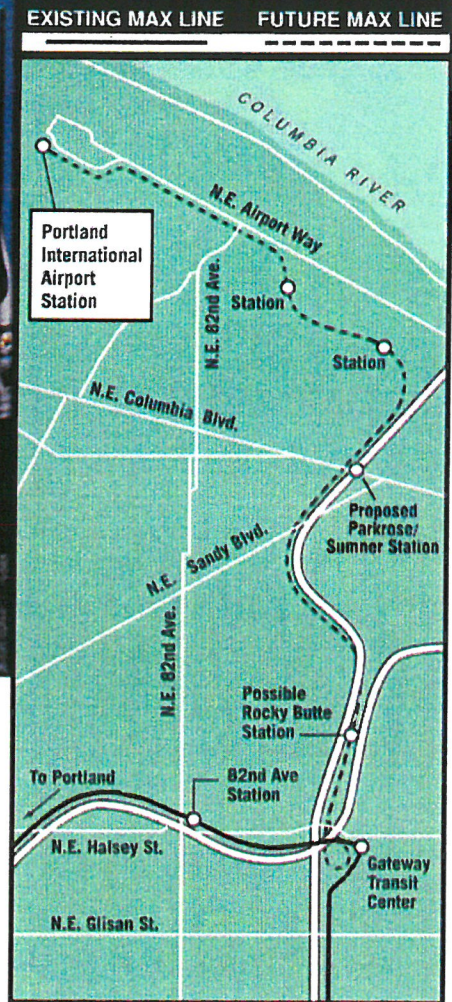 EXISTING MAX LINE FUTURE MAX LINE
COLUMBIA RIVER
N.E. Airport Way
Portland
International
Airport
Station
N.E. 82nd Ave.
Station
Station
N.E. Columbia Blvd.
Proposed
Parkrose/
Sumner Station
N.E. Sandy Blvd.
N.E. 82nd Ave.
Possible
Rocky Butte
Station
To Portland
82nd Ave
Station
N.E. Halsey St.
Gateway
Transit
Center
N.E. Glisan St.